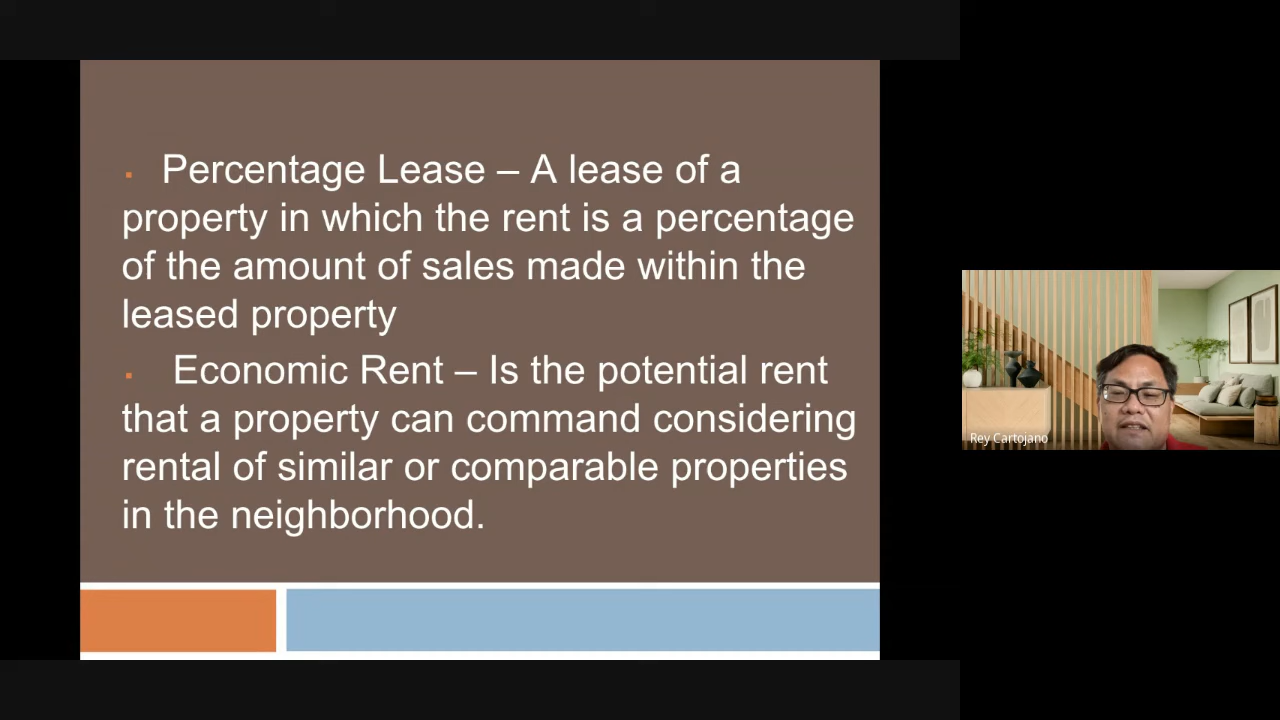 Percentage Lease – A lease of a
property in which the rent is a percentage
of the amount of sales made within the
leased property
Economic Rent – Is the potential rent
that a property can command considering
rental of similar or comparable properties
in the neighborhood.
Rey Cartojano